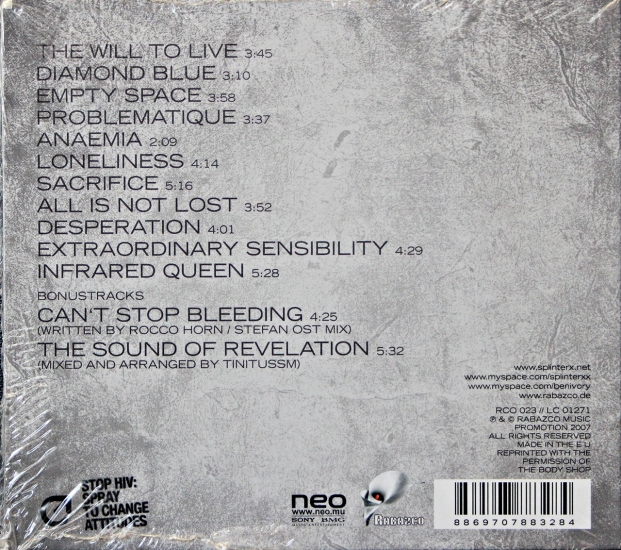 THE WILL TO LIVE 3:45
DIAMOND BLUE 3:10
EMPTY SPACE 3:58
PROBLEMATIQUE 3:37
ANAEMIA 2:09
LONELINESS 4:14
SACRIFICE 5:16
ALL IS NOT LOST 3:52
DESPERATION 4:01
EXTRAORDINARY SENSIBILITY 4:29
INFRARED QUEEN 5:28
BONUSTRACKS
CAN'T STOP BLEEDING 4:25
(WRITTEN BY ROCCO HORN / STEFAN OST MIX)
THE SOUND OF REVELATION 5:32
(MIXED AND ARRANGED BY TINITUSSM)
www.splinterx.net
www.myspace.com/splinterxx
www.myspace.com/benivory
www.rabazco.de
RCO 023 // LC 01271
℗ & © RABAZCO MUSIC
PROMOTION 2007
ALL RIGHTS RESERVED
MADE IN THE E U
REPRINTED WITH THE
PERMISSION OF
THE BODY SHOP
STOP HIV:
SPRAY
TO CHANGE
ATTITUDES
neo
www.neo.mu
SONY BMG
MUSIC ENTERTAINMENT
RABAZCO
8869707883284